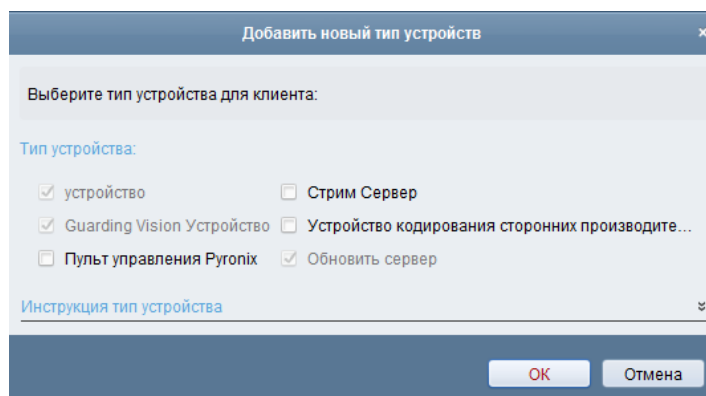 Добавить новый тип устройств
Выберите тип устройства для клиента:
Тип устройства:
устройство
Стрим Сервер
Guarding Vision Устройство
Устройство кодирования сторонних производите...
Пульт управления Pyronix
Обновить сервер
Инструкция тип устройства
ОК
Отмена